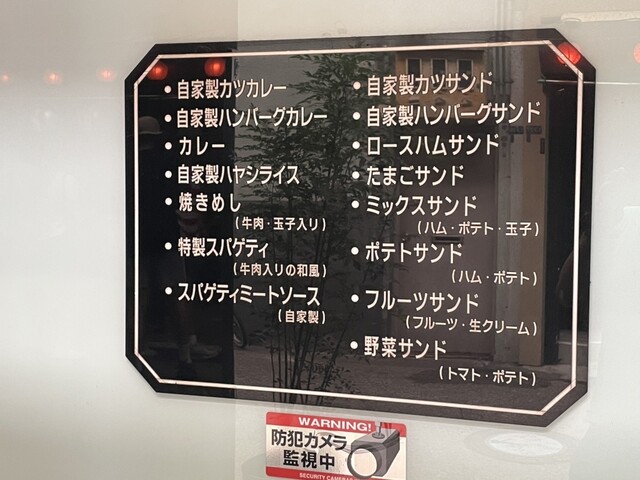 • 自家製カツカレー
• 自家製ハンバーグカレー
• カレー
• 自家製ハヤシライス
• 焼きめし
(牛肉・玉子入り)
• 特製スパゲティ
(牛肉入りの和風)
• スパゲティミートソース
(自家製)
• 自家製カツサンド
• 自家製ハンバーグサンド
• ロースハムサンド
• たまごサンド
• ミックスサンド
(ハム・ポテト・玉子)
• ポテトサンド
(ハム・ポテト)
• フルーツサンド
(フルーツ・生クリーム)
• 野菜サンド
(トマト・ポテト)
WARNING!
防犯カメラ
監視中
SECURITY CAMERAS